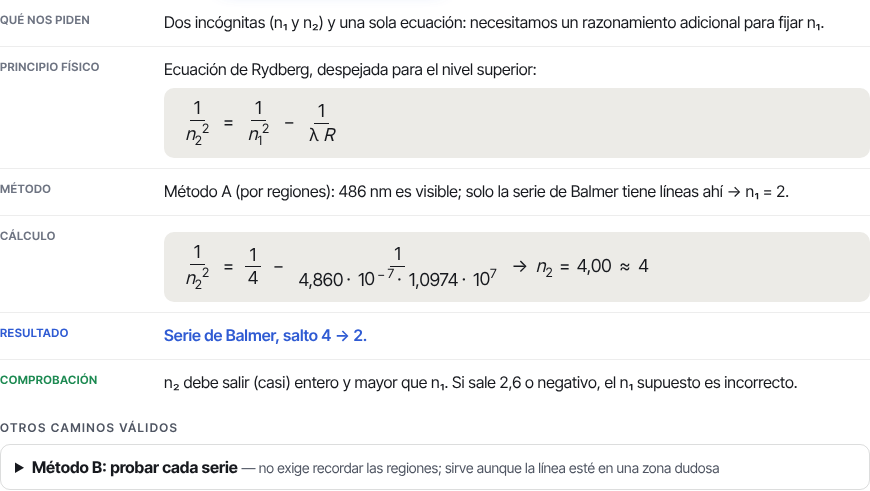 QUÉ NOS PIDEN
Dos incógnitas (n₁ y n₂) y una sola ecuación: necesitamos un razonamiento adicional para fijar n₁.
PRINCIPIO FÍSICO
Ecuación de Rydberg, despejada para el nivel superior:
1/n₂² = 1/n₁² − 1/λ R
MÉTODO
Método A (por regiones): 486 nm es visible; solo la serie de Balmer tiene líneas ahí → n₁ = 2.
CÁLCULO
1/n₂² = 1/4 − 1/4,860 · 10⁻⁷ · 1,0974 · 10⁷ → n₂ = 4,00 ≈ 4
RESULTADO
Serie de Balmer, salto 4 → 2.
COMPROBACIÓN
n₂ debe salir (casi) entero y mayor que n₁. Si sale 2,6 o negativo, el n₁ supuesto es incorrecto.
OTROS CAMINOS VÁLIDOS
▶ Método B: probar cada serie — no exige recordar las regiones; sirve aunque la línea esté en una zona dudosa